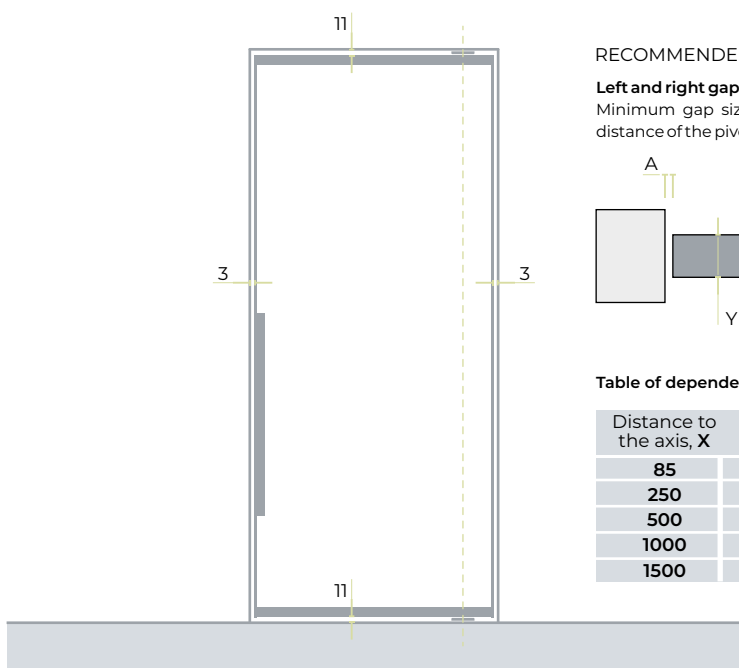 11
RECOMMENDE
Left and right gap
Minimum gap siz
distance of the piv
A
3
3
Y
Table of depende
Distance to
the axis, X
85
250
500
1000
1500
11